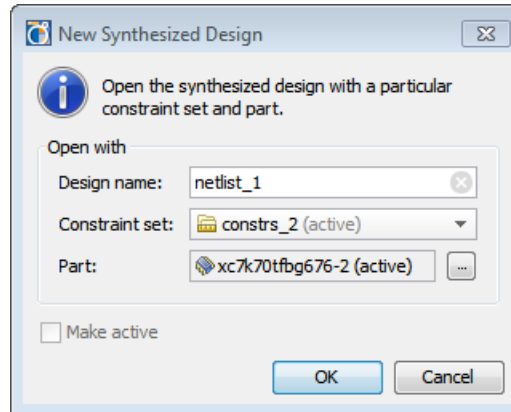 New Synthesized Design
Open the synthesized design with a particular
constraint set and part.
Open with
Design name: netlist_1
Constraint set: constrs_2 (active)
Part: xc7k70tfbg676-2 (active) ...
Make active
OK Cancel